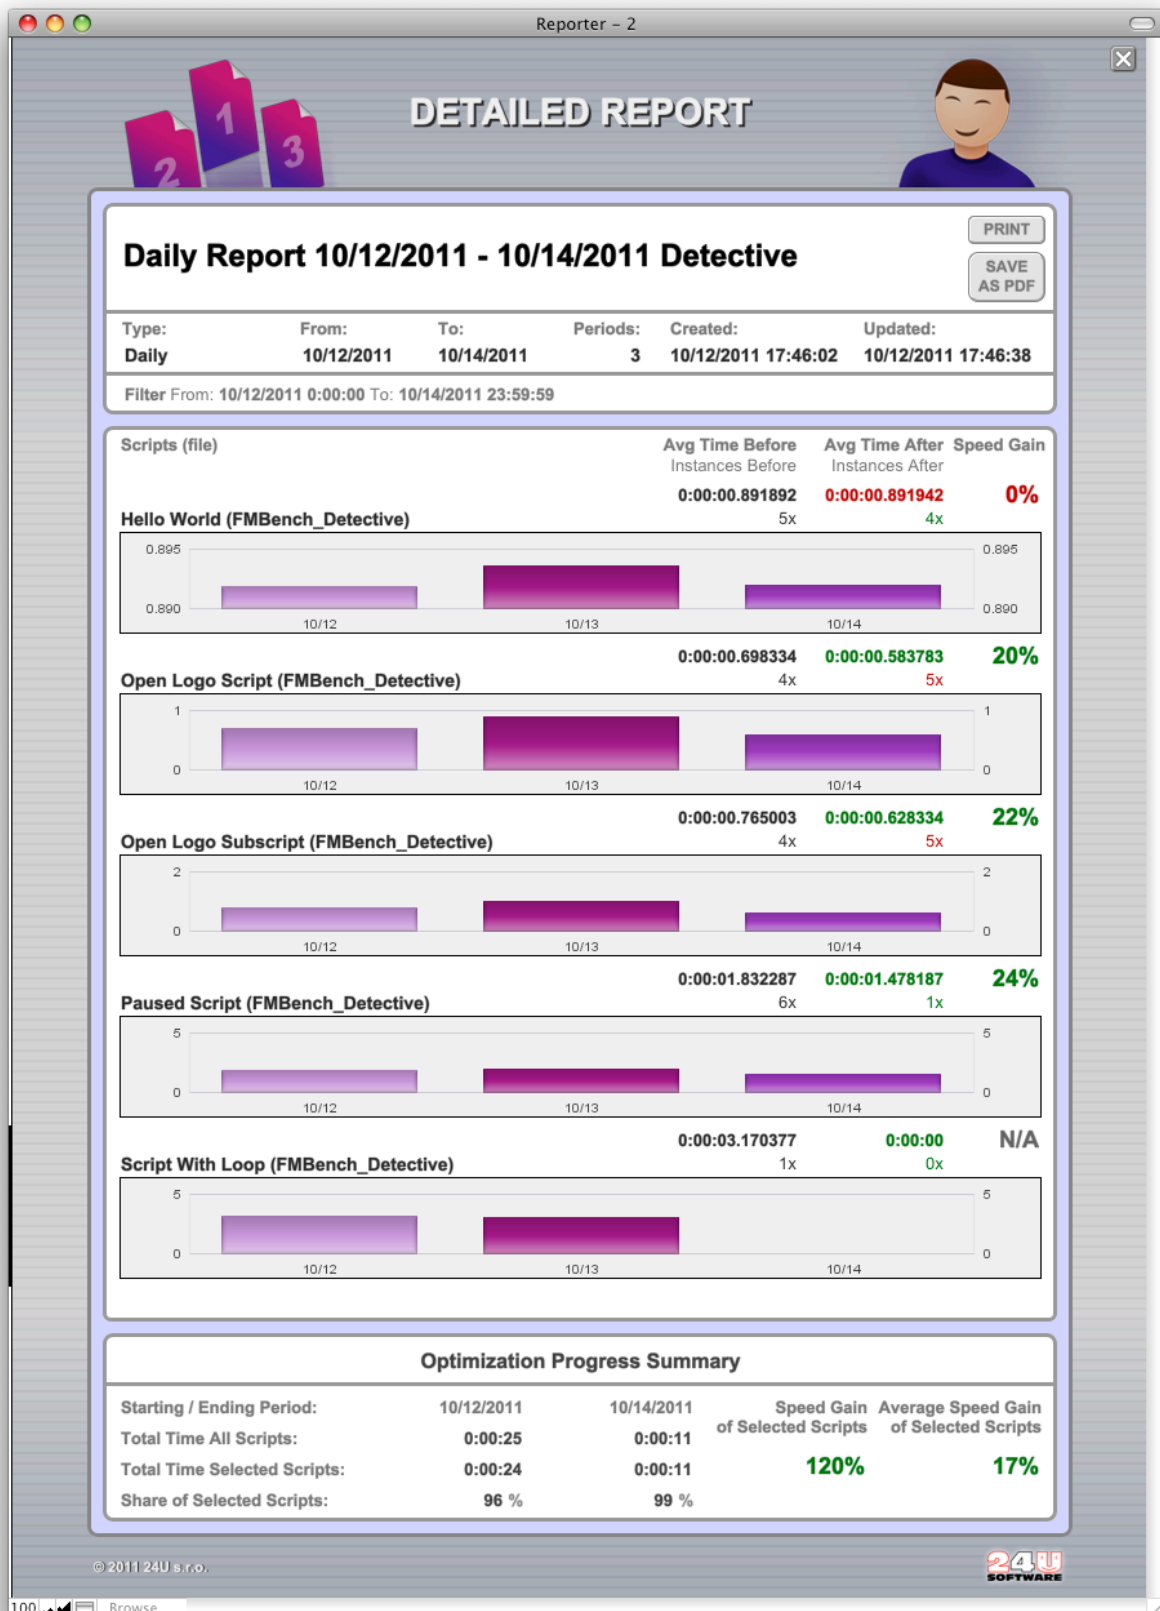 Reporter – 2
2 1 3
DETAILED REPORT
Daily Report 10/12/2011 - 10/14/2011 Detective
PRINT
SAVE
AS PDF
Type: From: To: Periods: Created: Updated:
Daily 10/12/2011 10/14/2011 3 10/12/2011 17:46:02 10/12/2011 17:46:38
Filter From: 10/12/2011 0:00:00 To: 10/14/2011 23:59:59
Scripts (file) Avg Time Before Avg Time After Speed Gain
Instances Before Instances After
0:00:00.891892 0:00:00.891942 0%
Hello World (FMBench_Detective) 5x 4x
0.895 0.895
0.890 0.890
10/12 10/13 10/14
0:00:00.698334 0:00:00.583783 20%
Open Logo Script (FMBench_Detective) 4x 5x
1 1
0 0
10/12 10/13 10/14
0:00:00.765003 0:00:00.628334 22%
Open Logo Subscript (FMBench_Detective) 4x 5x
2 2
0 0
10/12 10/13 10/14
0:00:01.832287 0:00:01.478187 24%
Paused Script (FMBench_Detective) 6x 1x
5 5
0 0
10/12 10/13 10/14
0:00:03.170377 0:00:00 N/A
Script With Loop (FMBench_Detective) 1x 0x
5 5
0 0
10/12 10/13 10/14
Optimization Progress Summary
Starting / Ending Period: 10/12/2011 10/14/2011 Speed Gain Average Speed Gain
of Selected Scripts of Selected Scripts
Total Time All Scripts: 0:00:25 0:00:11
Total Time Selected Scripts: 0:00:24 0:00:11 120% 17%
Share of Selected Scripts: 96 % 99 %
© 2011 24U s.r.o.
24U
SOFTWARE
100 Browse